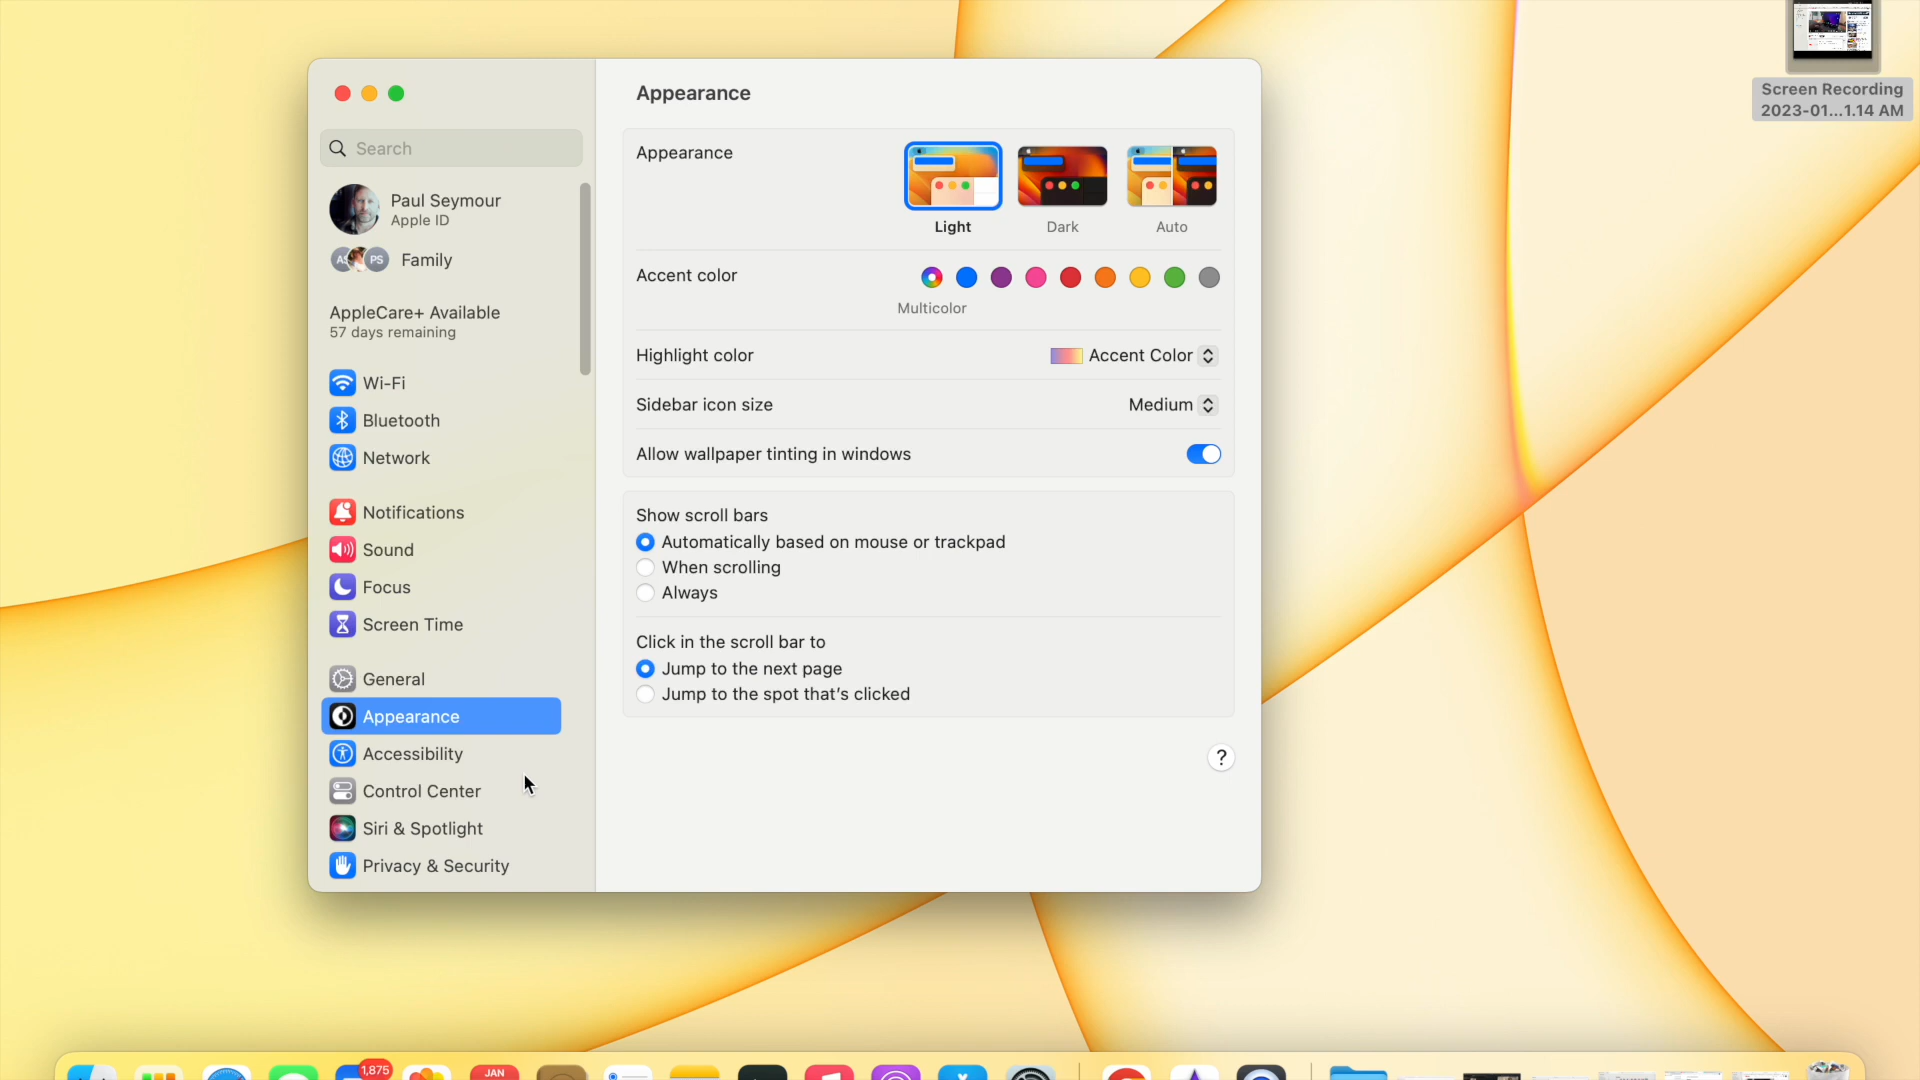 Screen Recording
2023-01...1.14 AM
Search
Paul Seymour
Apple ID
AS
PS
Family
AppleCare+ Available
57 days remaining
Wi-Fi
Bluetooth
Network
Notifications
Sound
Focus
Screen Time
General
Appearance
Accessibility
Control Center
Siri & Spotlight
Privacy & Security
Appearance
Appearance
Light
Dark
Auto
Accent color
Multicolor
Highlight color
Accent Color
Sidebar icon size
Medium
Allow wallpaper tinting in windows
Show scroll bars
Automatically based on mouse or trackpad
When scrolling
Always
Click in the scroll bar to
Jump to the next page
Jump to the spot that's clicked
?
1,875
JAN